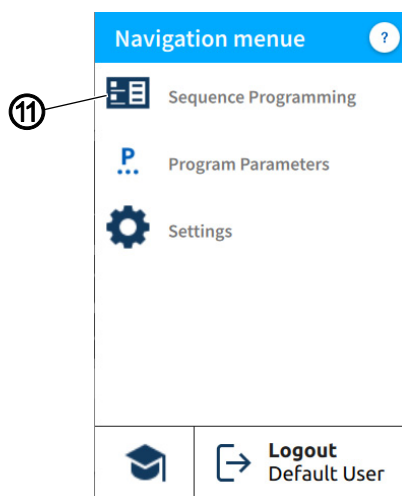 Navigation menue ?
11 Sequence Programming
P... Program Parameters
Settings
Logout
Default User